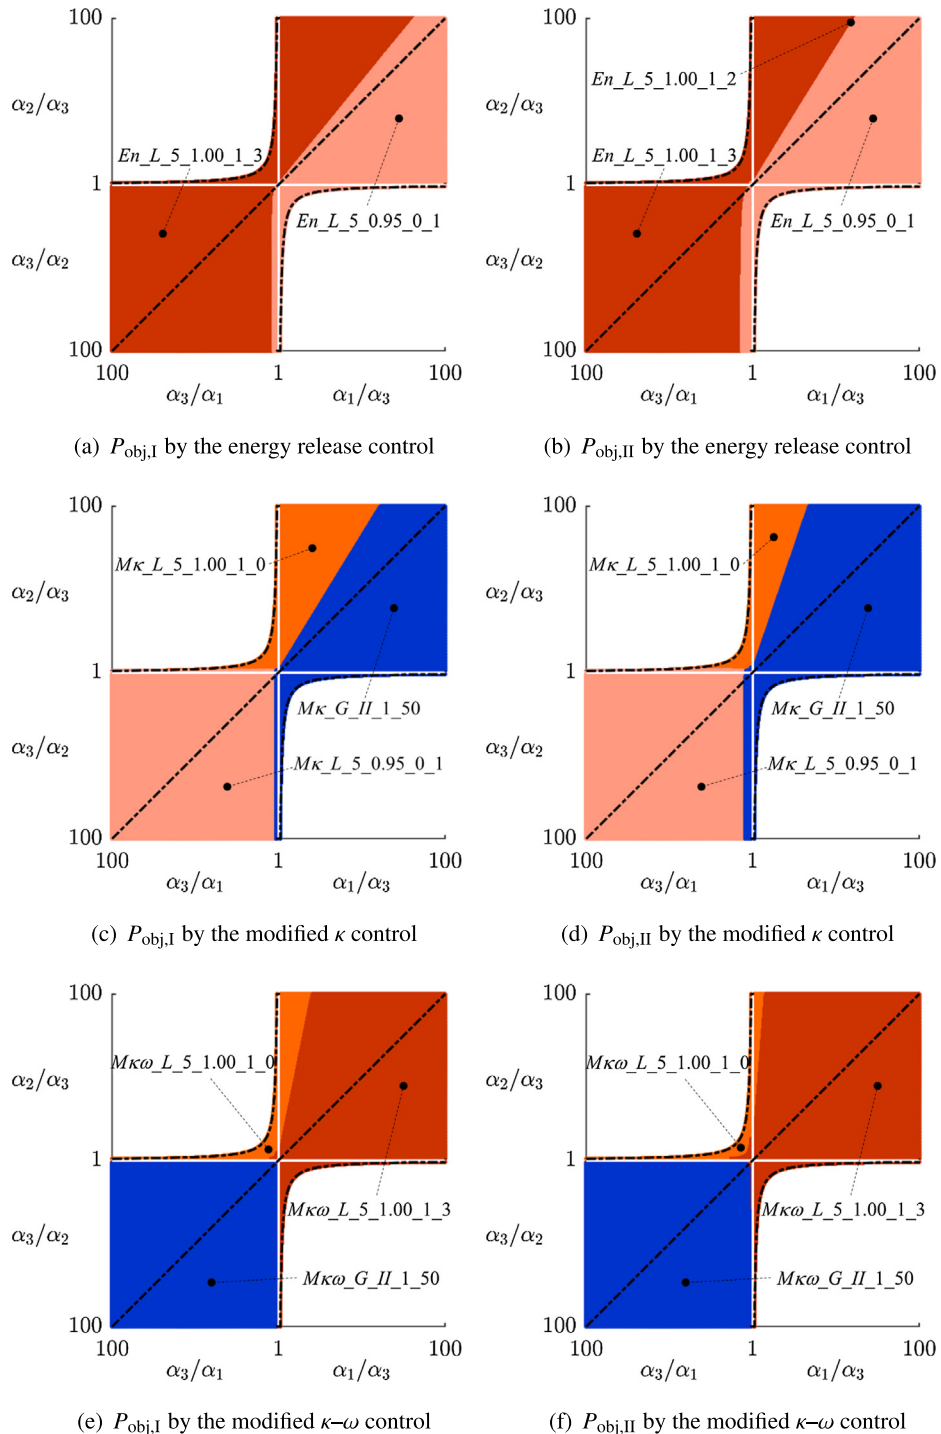 100
α2/α3
En_L_5_1.00_1_3
1
En_L_5_0.95_0_1
α3/α2
100
100
1
100
α3/α1
α1/α3
(a) Pobj,I by the energy release control
100
En_L_5_1.00_1_2
α2/α3
En_L_5_1.00_1_3
1
En_L_5_0.95_0_1
α3/α2
100
100
1
100
α3/α1
α1/α3
(b) Pobj,II by the energy release control
100
Mκ_L_5_1.00_1_0
α2/α3
1
Mκ_G_II_1_50
α3/α2
Mκ_L_5_0.95_0_1
100
100
1
100
α3/α1
α1/α3
(c) Pobj,I by the modified κ control
100
Mκ_L_5_1.00_1_0
α2/α3
1
Mκ_G_II_1_50
α3/α2
Mκ_L_5_0.95_0_1
100
100
1
100
α3/α1
α1/α3
(d) Pobj,II by the modified κ control
100
Mκω_L_5_1.00_1_0
α2/α3
1
Mκω_L_5_1.00_1_3
α3/α2
Mκω_G_II_1_50
100
100
1
100
α3/α1
α1/α3
(e) Pobj,I by the modified κ–ω control
100
Mκω_L_5_1.00_1_0
α2/α3
1
Mκω_L_5_1.00_1_3
α3/α2
Mκω_G_II_1_50
100
100
1
100
α3/α1
α1/α3
(f) Pobj,II by the modified κ–ω control